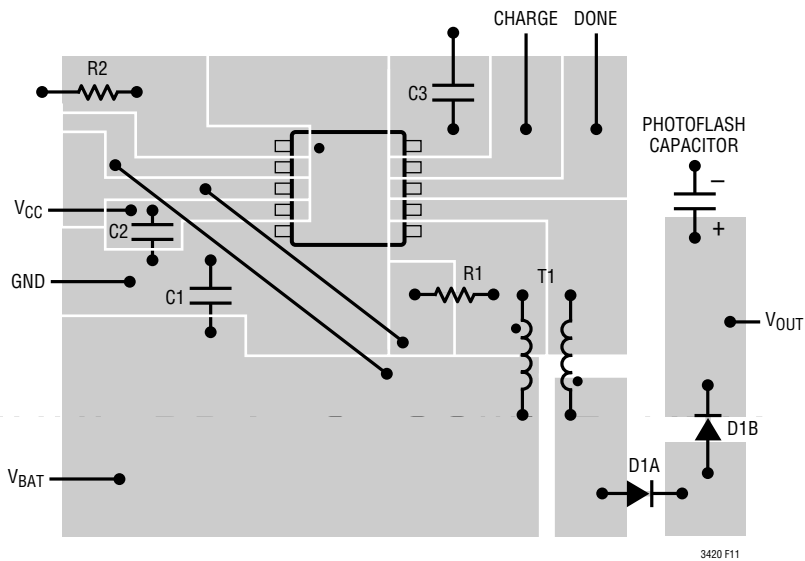 CHARGE DONE
R2
C3
PHOTOFLASH
CAPACITOR
–
+
VCC
C2
GND
C1
R1
T1
VOUT
D1B
VBAT
D1A
3420 F11